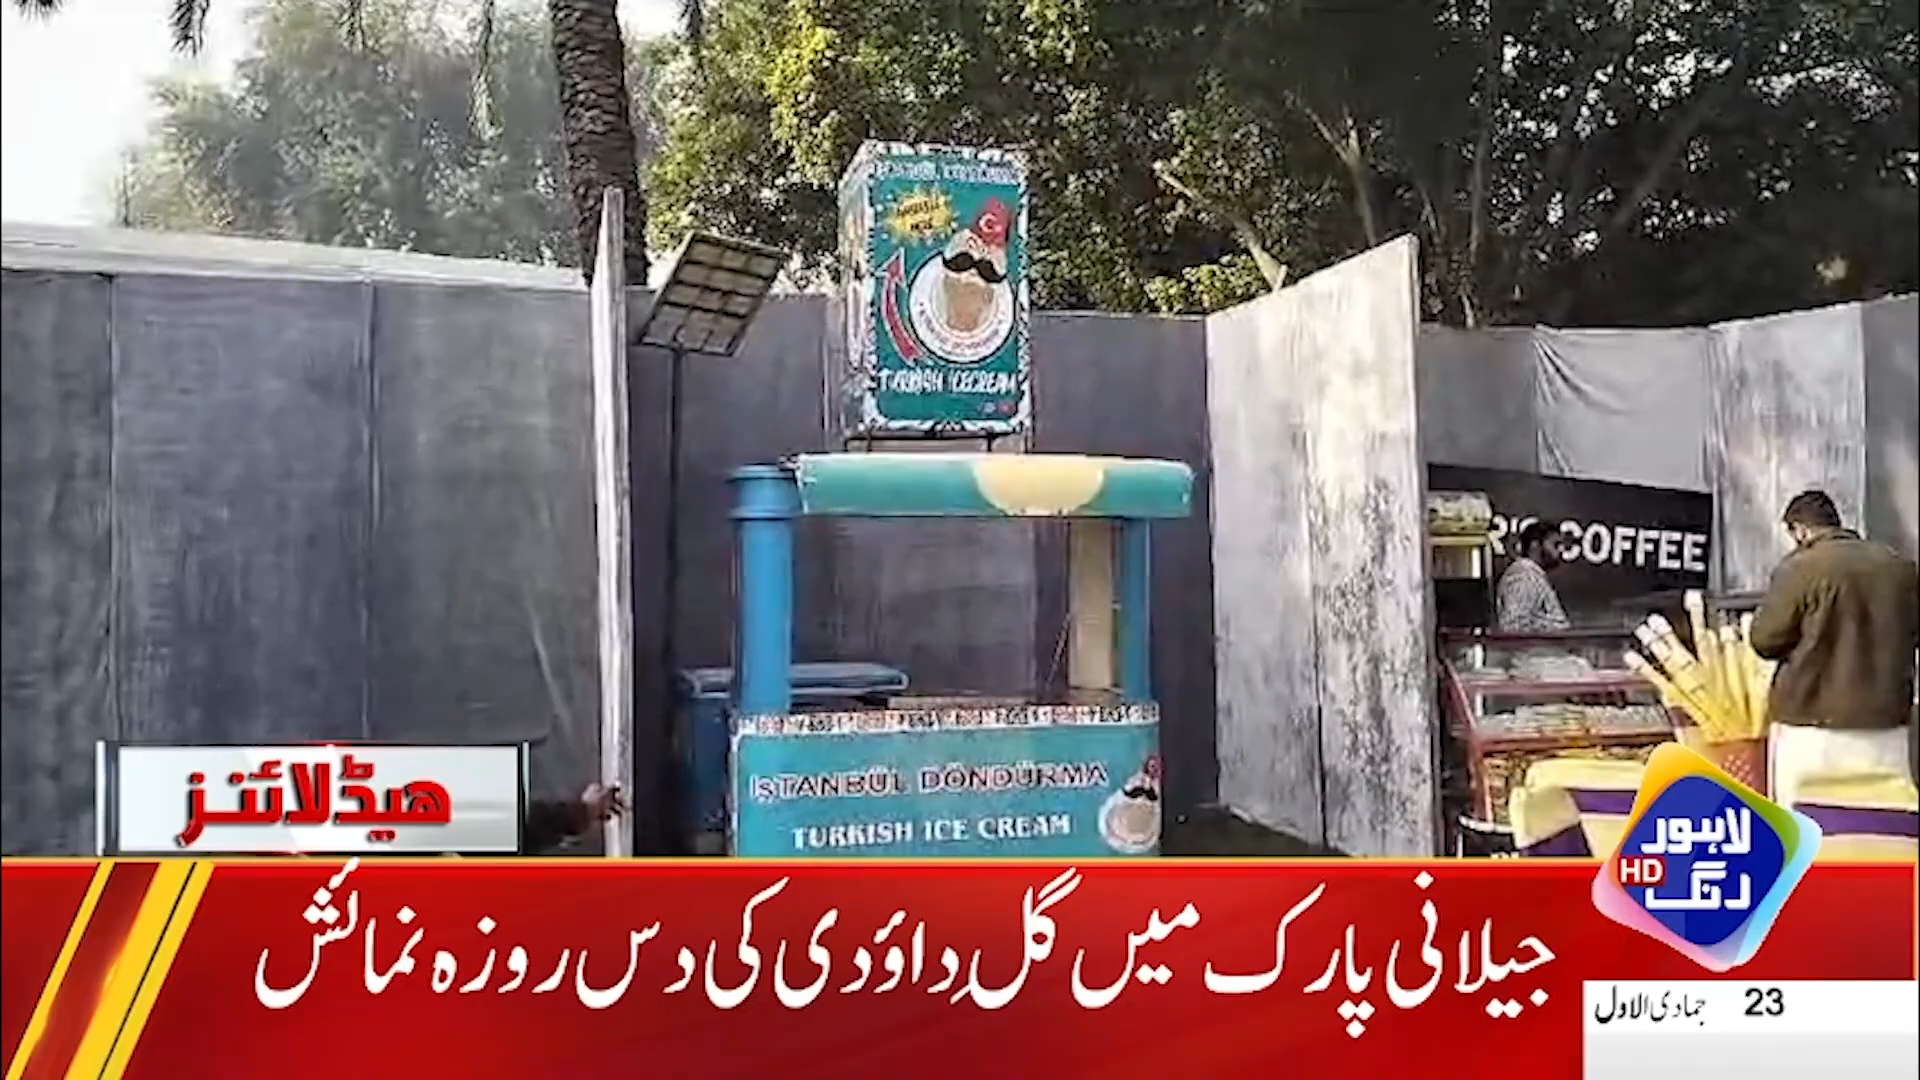 TURKISH ICECREAM
COFFEE
ISTANBUL DONDURMA
TURKISH ICE CREAM
ہیڈلائنز
لاہور
رنگ
HD
جیلانی پارک میں گلِ داؤدی کی دس روزہ نمائش
23 جمادی الاول